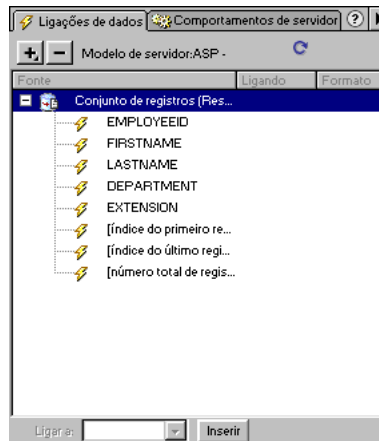 Ligações de dados Comportamentos de servidor ?
+ - Modelo de servidor:ASP -
Fonte Ligando Formato
Conjunto de registros (Res...
EMPLOYEEID
FIRSTNAME
LASTNAME
DEPARTMENT
EXTENSION
[índice do primeiro re...
[índice do último regi...
[número total de regis...
Ligar a: Inserir